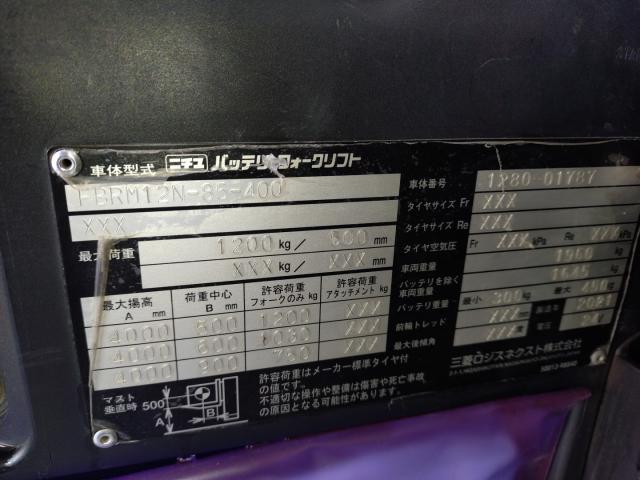 車体型式 ニチユ バッテリーフォークリフト
FBRM12N-85-400
XXX
最大荷重 1200 kg / 600 mm
XXX kg / XXX mm
最大揚高 A mm 荷重中心 B mm 許容荷重 フォークのみ kg 許容荷重 アタッチメント kg
4000 500 1200 XXX
4000 600 XXX
4000 900 750 XXX
マスト垂直時 500 B A
許容荷重はメーカー標準タイヤ付
の値です。
不適切な操作や整備は傷害や死亡事故
の原因となる可能性があります。
車体番号
タイヤサイズ Fr XXX
タイヤサイズ Re XXX
タイヤ空気圧 Fr XXX kPa Re XXX kPa
車両重量 kg
バッテリを除く車両重量 1645 kg
バッテリ重量 最小 kg 最大 kg
前輪トレッド XXX mm
最大後傾角 XXX 度 電圧
三菱ロジスネクスト株式会社